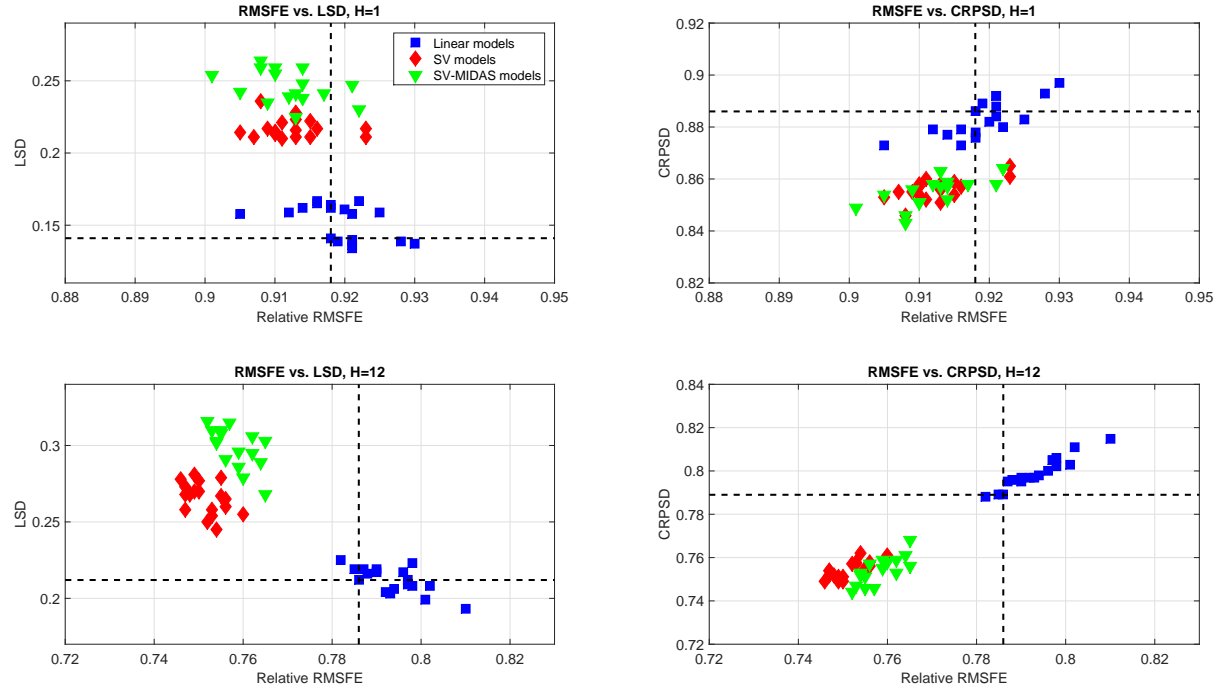 RMSFE vs. LSD, H=1
LSD
0.25
0.2
0.15
Linear models
SV models
SV-MIDAS models
0.88 0.89 0.9 0.91 0.92 0.93 0.94 0.95
Relative RMSFE
RMSFE vs. CRPSD, H=1
CRPSD
0.92
0.9
0.88
0.86
0.84
0.82
0.88 0.89 0.9 0.91 0.92 0.93 0.94 0.95
Relative RMSFE
RMSFE vs. LSD, H=12
LSD
0.3
0.25
0.2
0.72 0.74 0.76 0.78 0.8 0.82
Relative RMSFE
RMSFE vs. CRPSD, H=12
CRPSD
0.84
0.82
0.8
0.78
0.76
0.74
0.72
0.72 0.74 0.76 0.78 0.8 0.82
Relative RMSFE